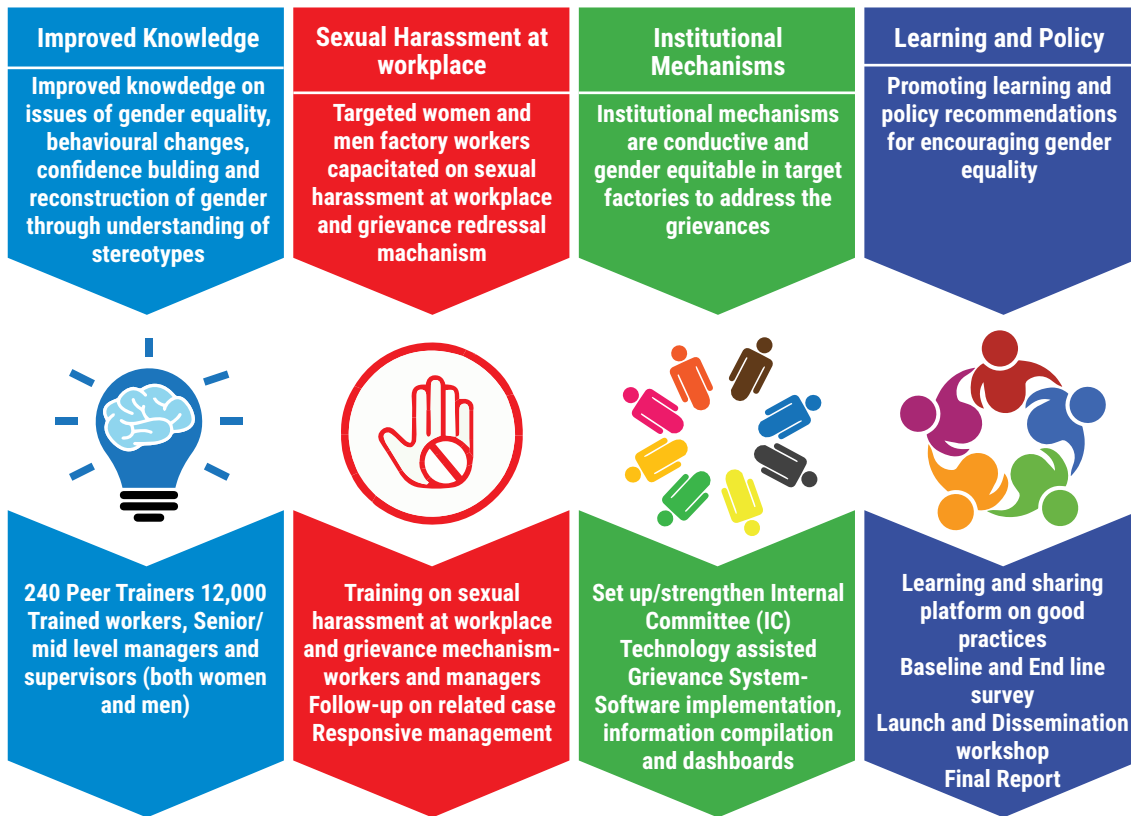 Improved Knowledge
Improved knowdedge on
issues of gender equality,
behavioural changes,
confidence bulding and
reconstruction of gender
through understanding of
stereotypes
Sexual Harassment at
workplace
Targeted women and
men factory workers
capacitated on sexual
harassment at workplace
and grievance redressal
machanism
Institutional
Mechanisms
Institutional mechanisms
are conductive and
gender equitable in target
factories to address the
grievances
Learning and Policy
Promoting learning and
policy recommendations
for encouraging gender
equality
240 Peer Trainers 12,000
Trained workers, Senior/
mid level managers and
supervisors (both women
and men)
Training on sexual
harassment at workplace
and grievance mechanism-
workers and managers
Follow-up on related case
Responsive management
Set up/strengthen Internal
Committee (IC)
Technology assisted
Grievance System-
Software implementation,
information compilation
and dashboards
Learning and sharing
platform on good
practices
Baseline and End line
survey
Launch and Dissemination
workshop
Final Report